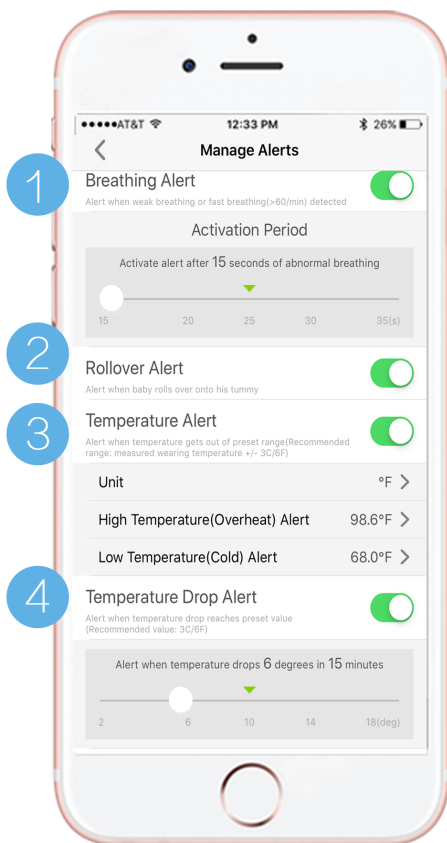 AT&T 12:33 PM 26%
Manage Alerts
1
Breathing Alert
Alert when weak breathing or fast breathing(>60/min) detected
Activation Period
Activate alert after 15 seconds of abnormal breathing
15 20 25 30 35(s)
2
Rollover Alert
Alert when baby rolls over onto his tummy
3
Temperature Alert
Alert when temperature gets out of preset range(Recommended
range: measured wearing temperature +/- 3C/6F)
Unit °F
High Temperature(Overheat) Alert 98.6°F
Low Temperature(Cold) Alert 68.0°F
4
Temperature Drop Alert
Alert when temperature drop reaches preset value
(Recommended value: 3C/6F)
Alert when temperature drops 6 degrees in 15 minutes
2 6 10 14 18(deg)